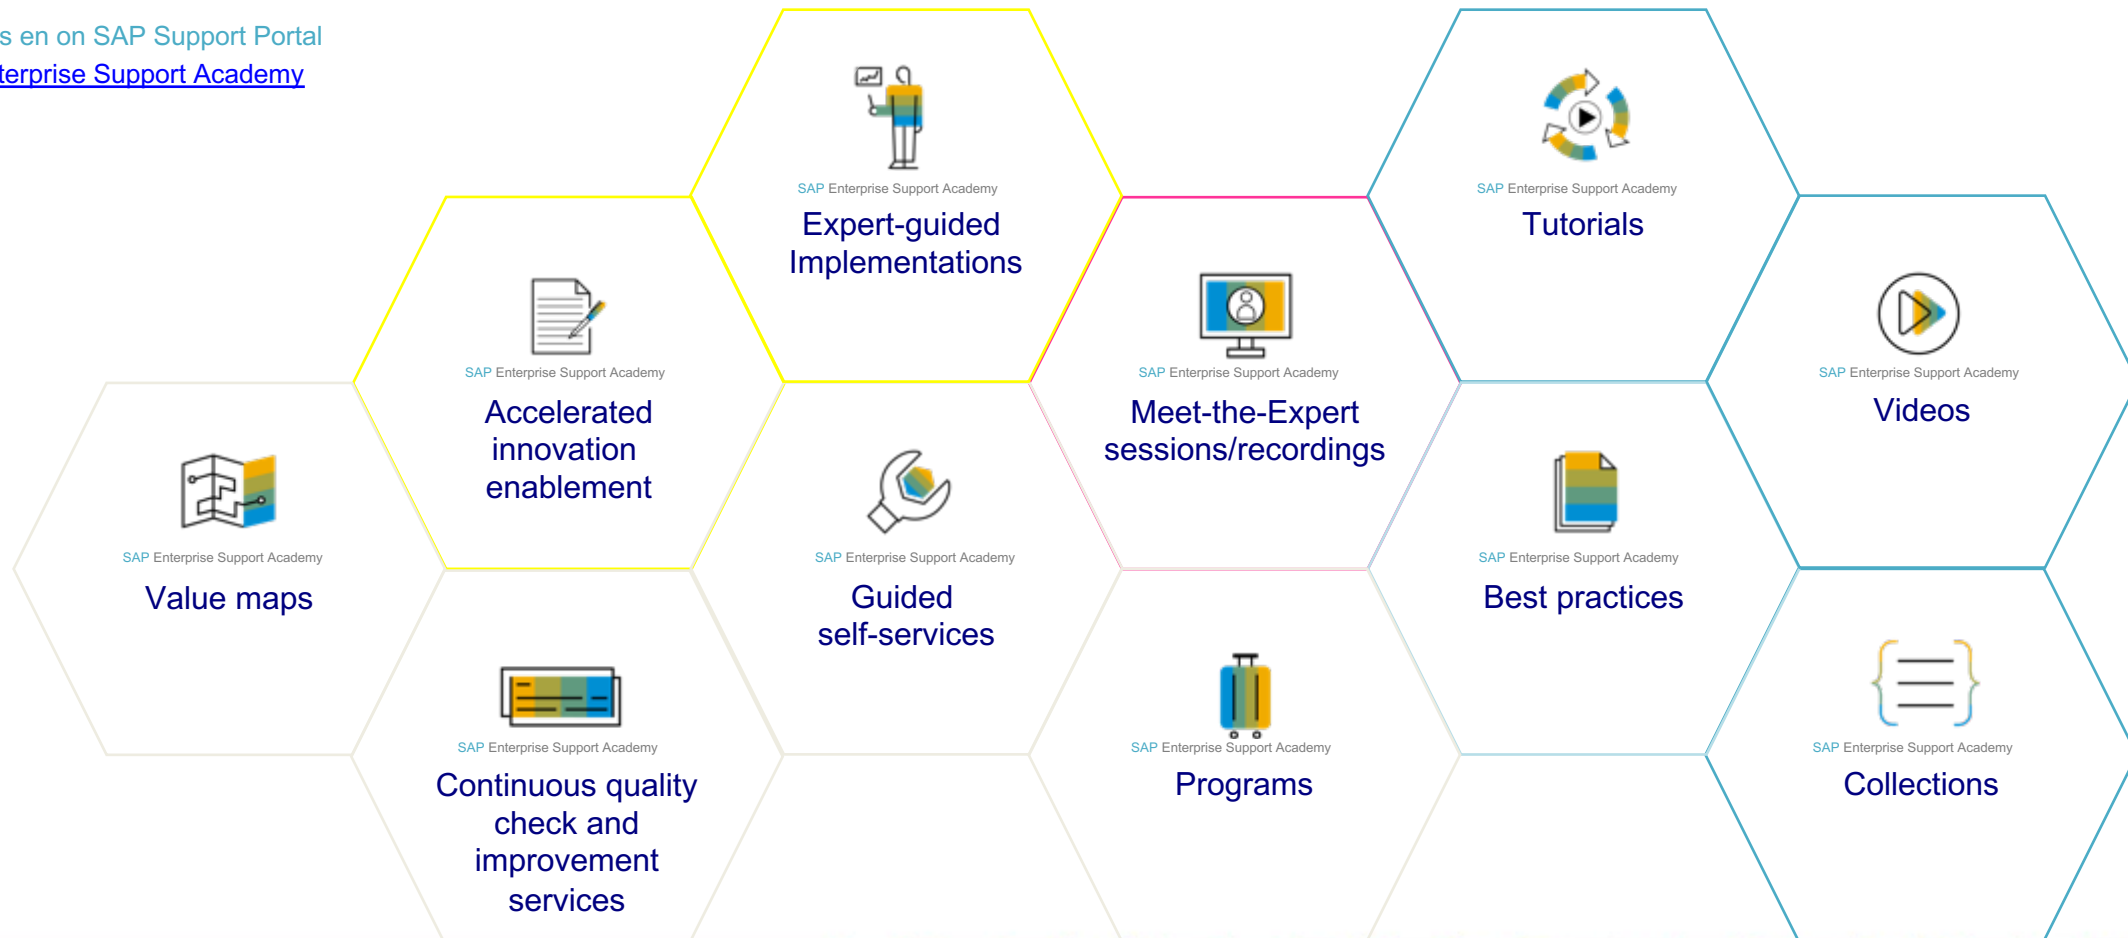 s en on SAP Support Portal
terprise Support Academy
SAP Enterprise Support Academy
Expert-guided
Implementations
SAP Enterprise Support Academy
Tutorials
SAP Enterprise Support Academy
Accelerated
innovation
enablement
SAP Enterprise Support Academy
Meet-the-Expert
sessions/recordings
SAP Enterprise Support Academy
Videos
SAP Enterprise Support Academy
Value maps
SAP Enterprise Support Academy
Guided
self-services
SAP Enterprise Support Academy
Best practices
SAP Enterprise Support Academy
Continuous quality
check and
improvement
services
SAP Enterprise Support Academy
Programs
SAP Enterprise Support Academy
Collections